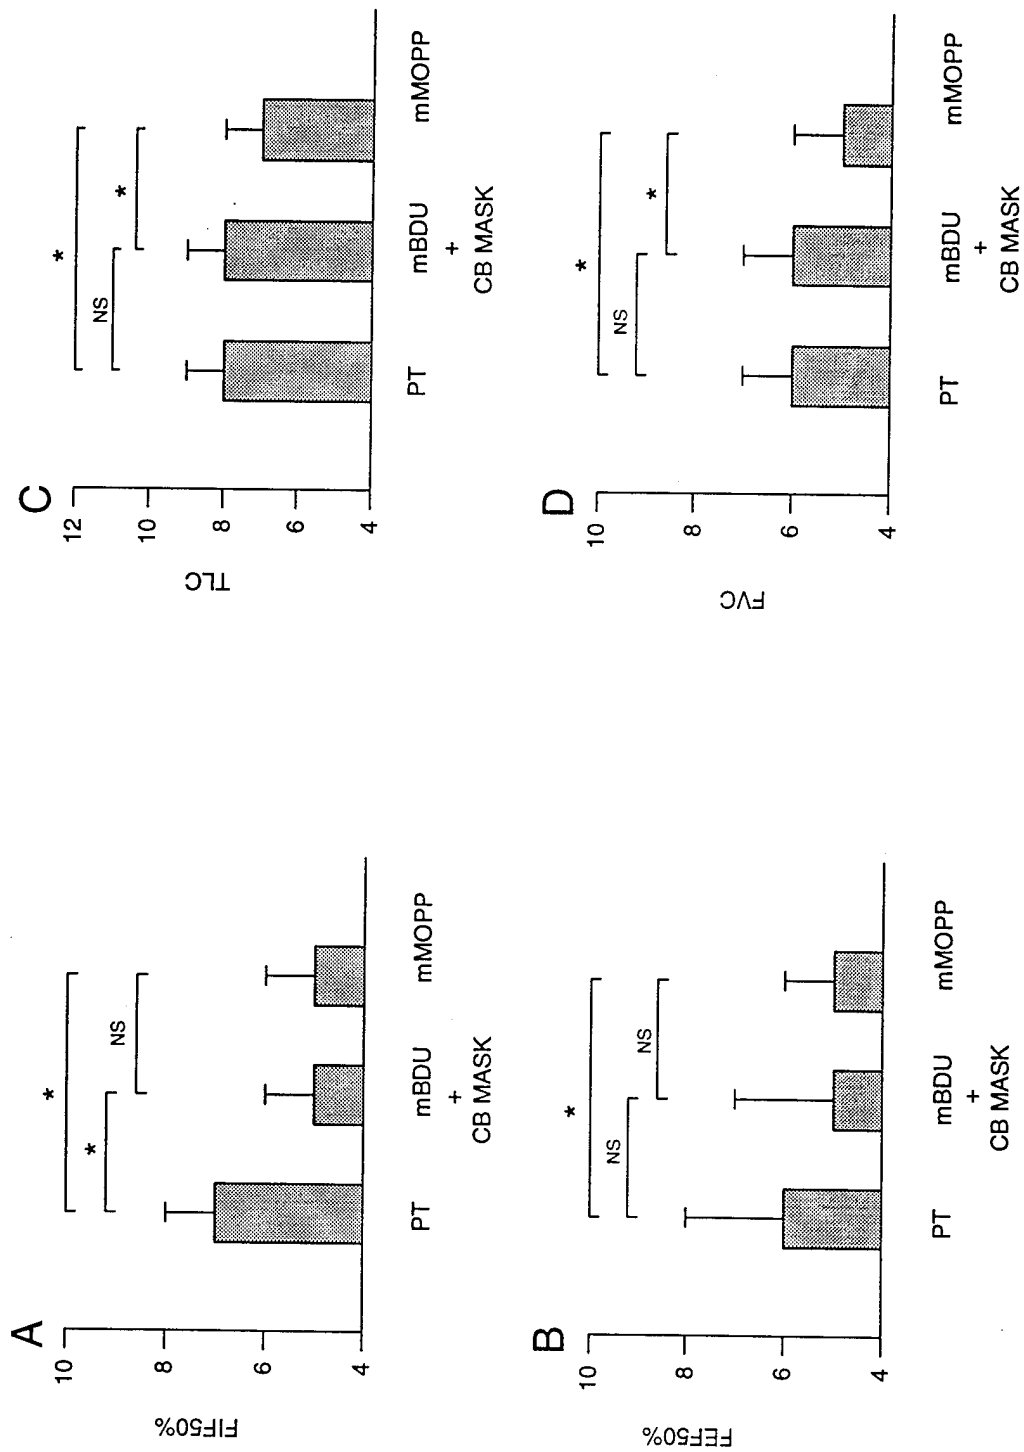 A
FIF50%
10
8
6
4
*
*
NS
PT
mBDU
+
CB MASK
mMOPP
C
TLC
12
10
8
6
4
*
NS
*
PT
mBDU
+
CB MASK
mMOPP
B
FEF50%
10
8
6
4
*
NS
NS
PT
mBDU
+
CB MASK
mMOPP
D
FVC
10
8
6
4
*
NS
*
PT
mBDU
+
CB MASK
mMOPP